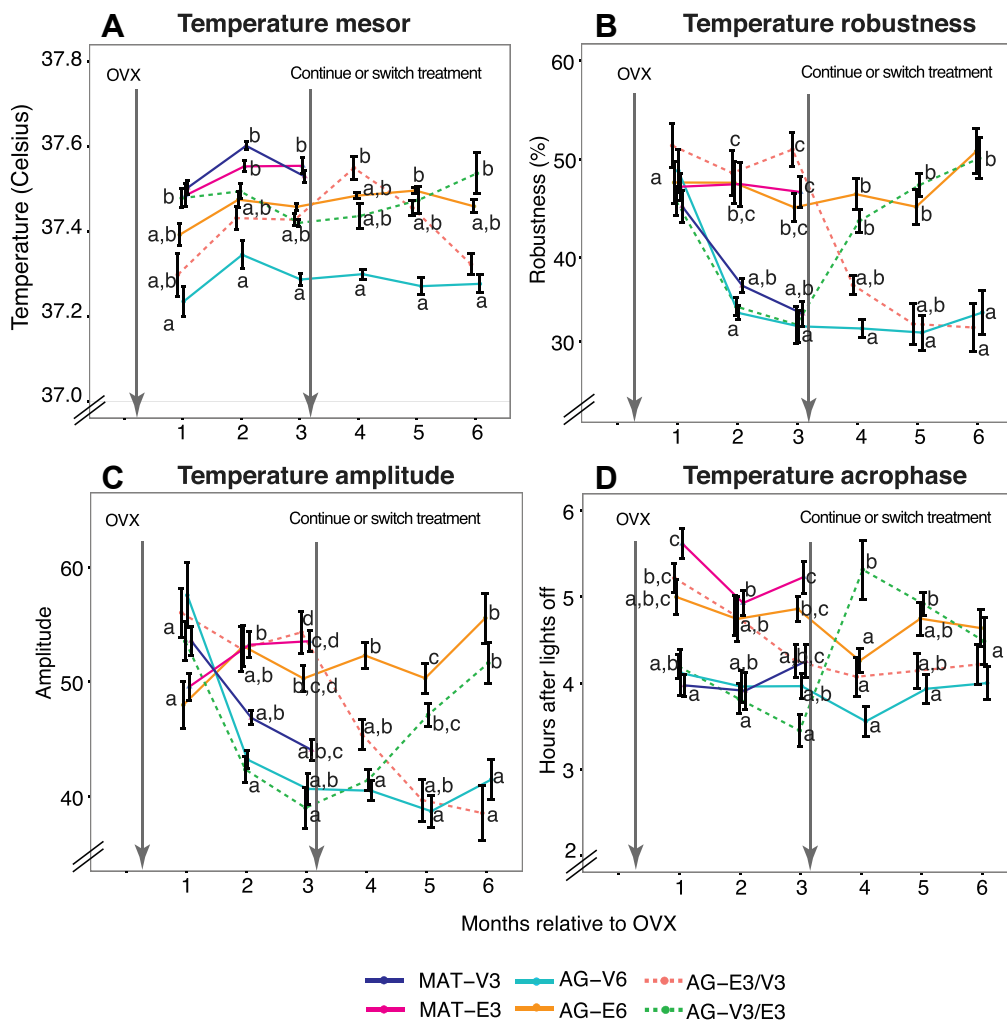 A Temperature mesor
OVX
Continue or switch treatment
Temperature (Celsius)
37.8
37.6
37.4
37.2
37.0
b b b b b b
b a,b a,b b
a,b a,b a,b
a,b
a a a a a a
1 2 3 4 5 6
B Temperature robustness
OVX
Continue or switch treatment
Robustness (%)
60
50
40
30
a c c b b
b,c c b b
b,c
a,b a,b a,b a,b
a a a a a
1 2 3 4 5 6
C Temperature amplitude
OVX
Continue or switch treatment
Amplitude
60
50
40
a b d b c b
a c,d
a,b b,c,d
a,b a,b,c a,b b,c
a,b a a,b a
a a a a
1 2 3 4 5 6
D Temperature acrophase
OVX
Continue or switch treatment
Hours after lights off
6
5
4
3
2
c b c b b
b,c a,b b,c a a,b
a,b,c a
a,b a,b a,b,c a a,b
a a a,b
a a a
1 2 3 4 5 6
Months relative to OVX
MAT–V3 AG–V6 AG–E3/V3
MAT–E3 AG–E6 AG–V3/E3